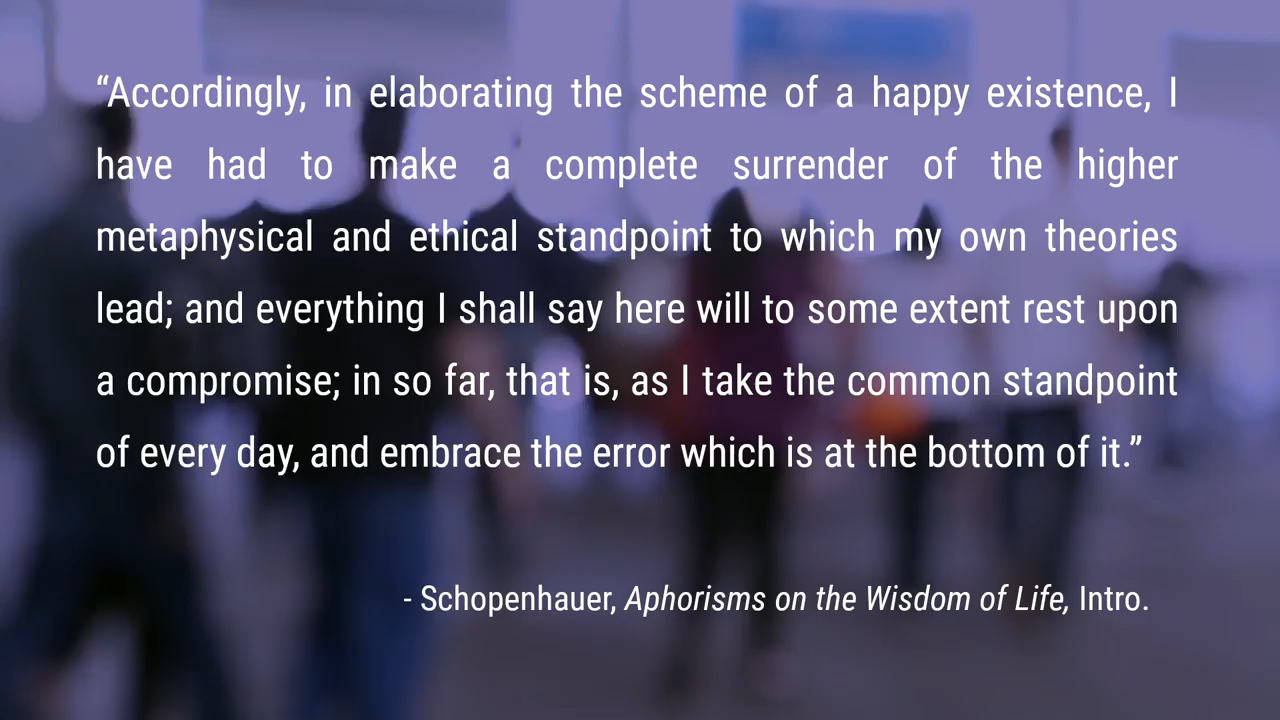 “Accordingly, in elaborating the scheme of a happy existence, I
have had to make a complete surrender of the higher
metaphysical and ethical standpoint to which my own theories
lead; and everything I shall say here will to some extent rest upon
a compromise; in so far, that is, as I take the common standpoint
of every day, and embrace the error which is at the bottom of it.”
- Schopenhauer, Aphorisms on the Wisdom of Life, Intro.